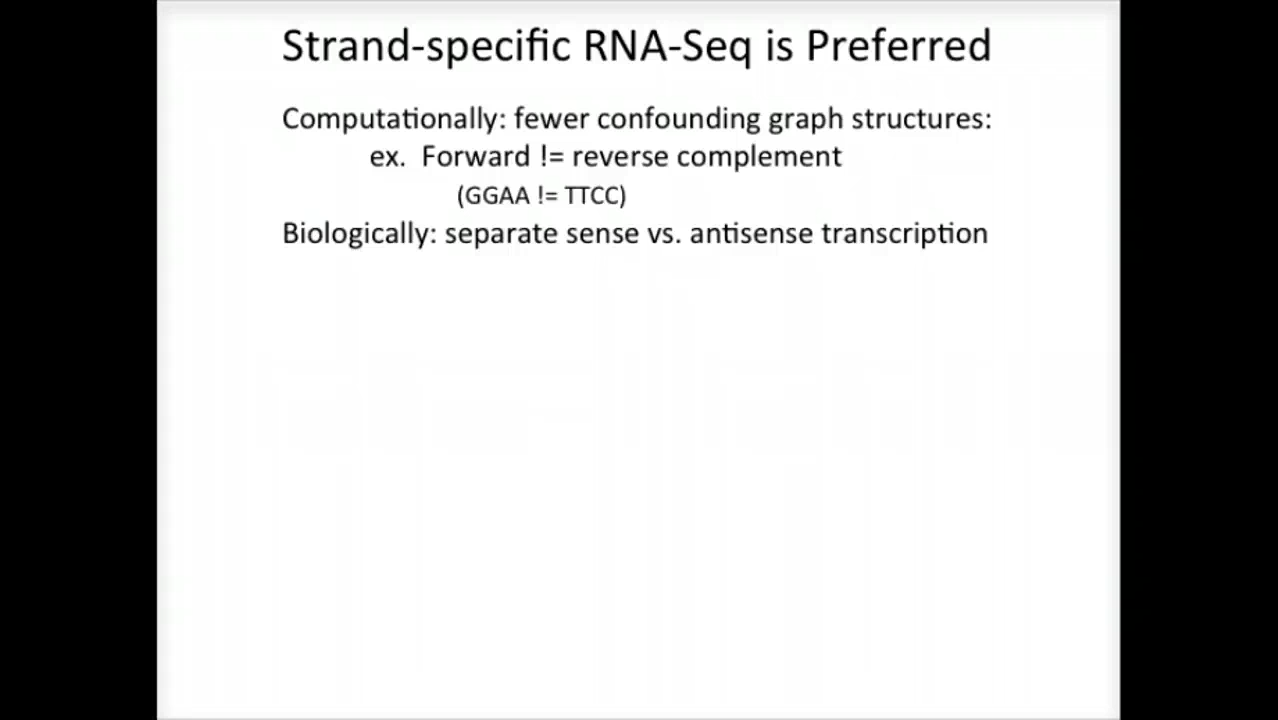 Strand-specific RNA-Seq is Preferred
Computationally: fewer confounding graph structures:
ex. Forward != reverse complement
(GGAA != TTCC)
Biologically: separate sense vs. antisense transcription